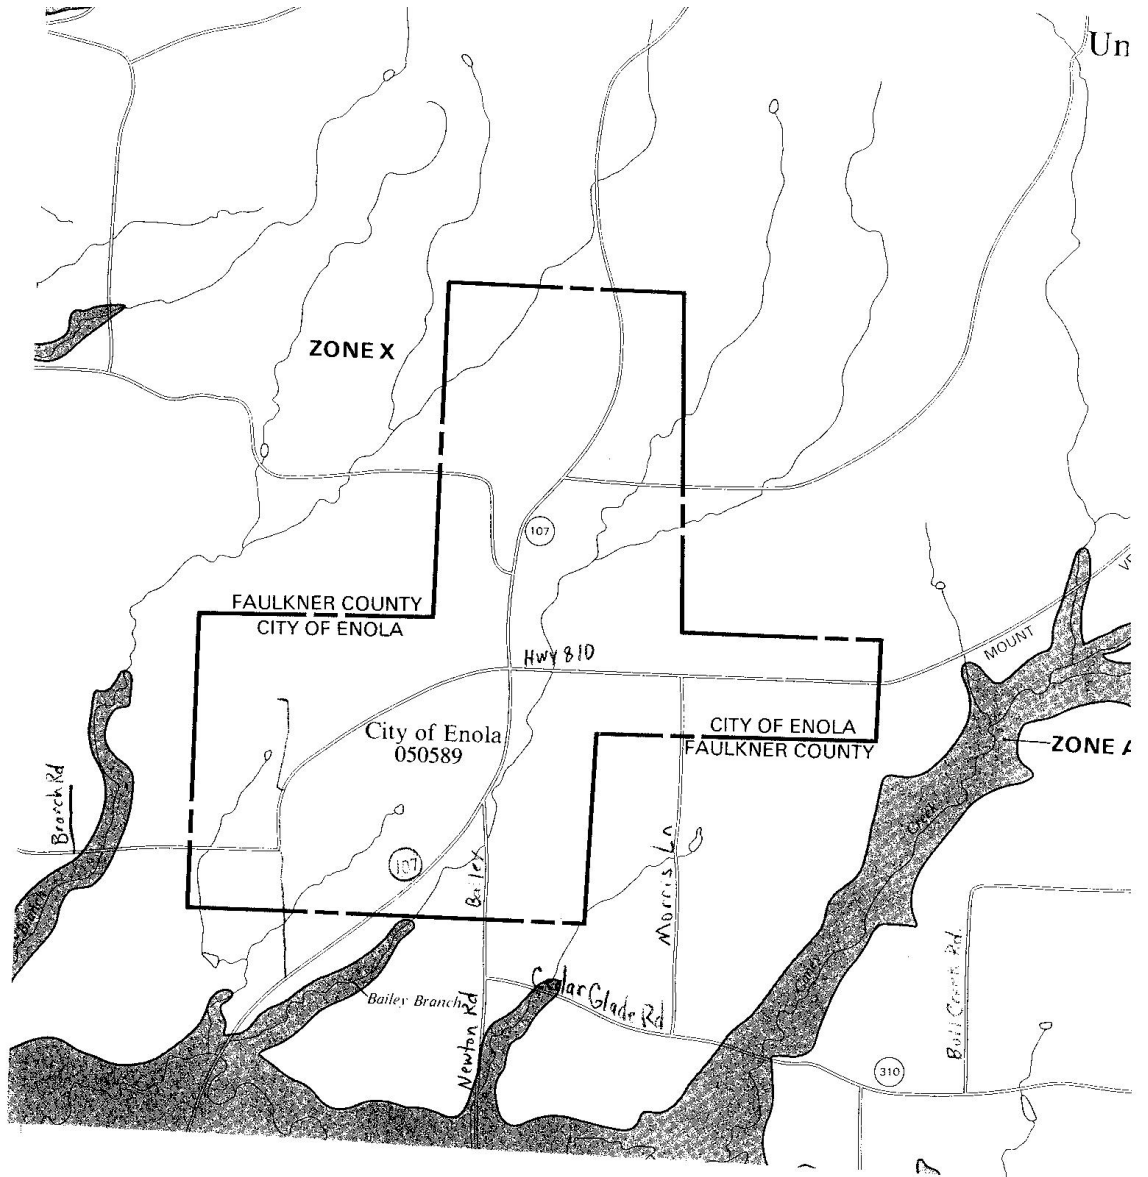 Un
ZONE X
107
FAULKNER COUNTY
CITY OF ENOLA
Hwy 810
MOUNT
City of Enola
050589
CITY OF ENOLA
FAULKNER COUNTY
ZONE A
Branch Rd
Creek
107
Bailey
Morris Ln
Branch
Bailey Branch
Cedar Glade Rd
Newton Rd
Bull Creek Rd.
310